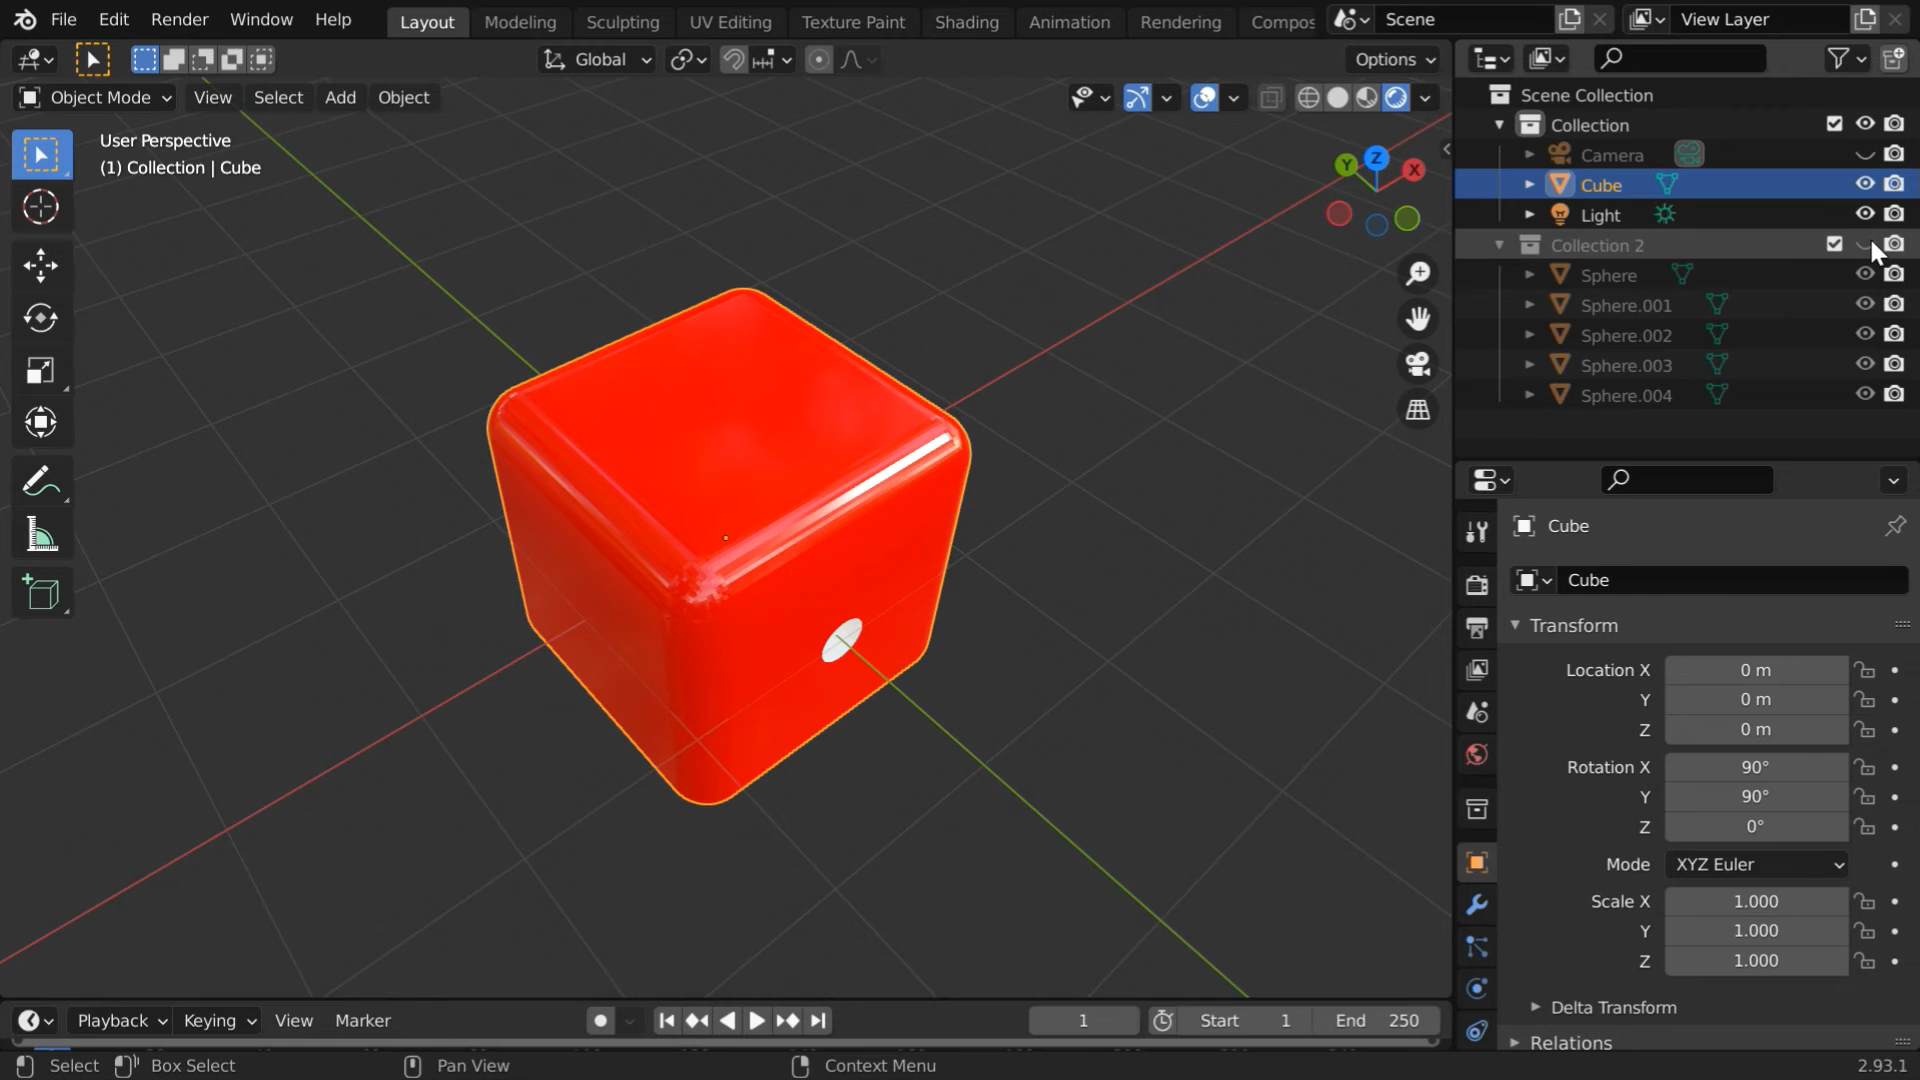 File Edit Render Window Help Layout Modeling Sculpting UV Editing Texture Paint Shading Animation Rendering Compos Scene View Layer
Global Options
Object Mode View Select Add Object
User Perspective
(1) Collection | Cube
Z
Y
X
Scene Collection
Collection
Camera
Cube
Light
Collection 2
Sphere
Sphere.001
Sphere.002
Sphere.003
Sphere.004
Cube
Cube
Transform
Location X 0 m
Y 0 m
Z 0 m
Rotation X 90°
Y 90°
Z 0°
Mode XYZ Euler
Scale X 1.000
Y 1.000
Z 1.000
Delta Transform
Relations
Playback Keying View Marker 1 Start 1 End 250
Select Box Select Pan View Context Menu 2.93.1